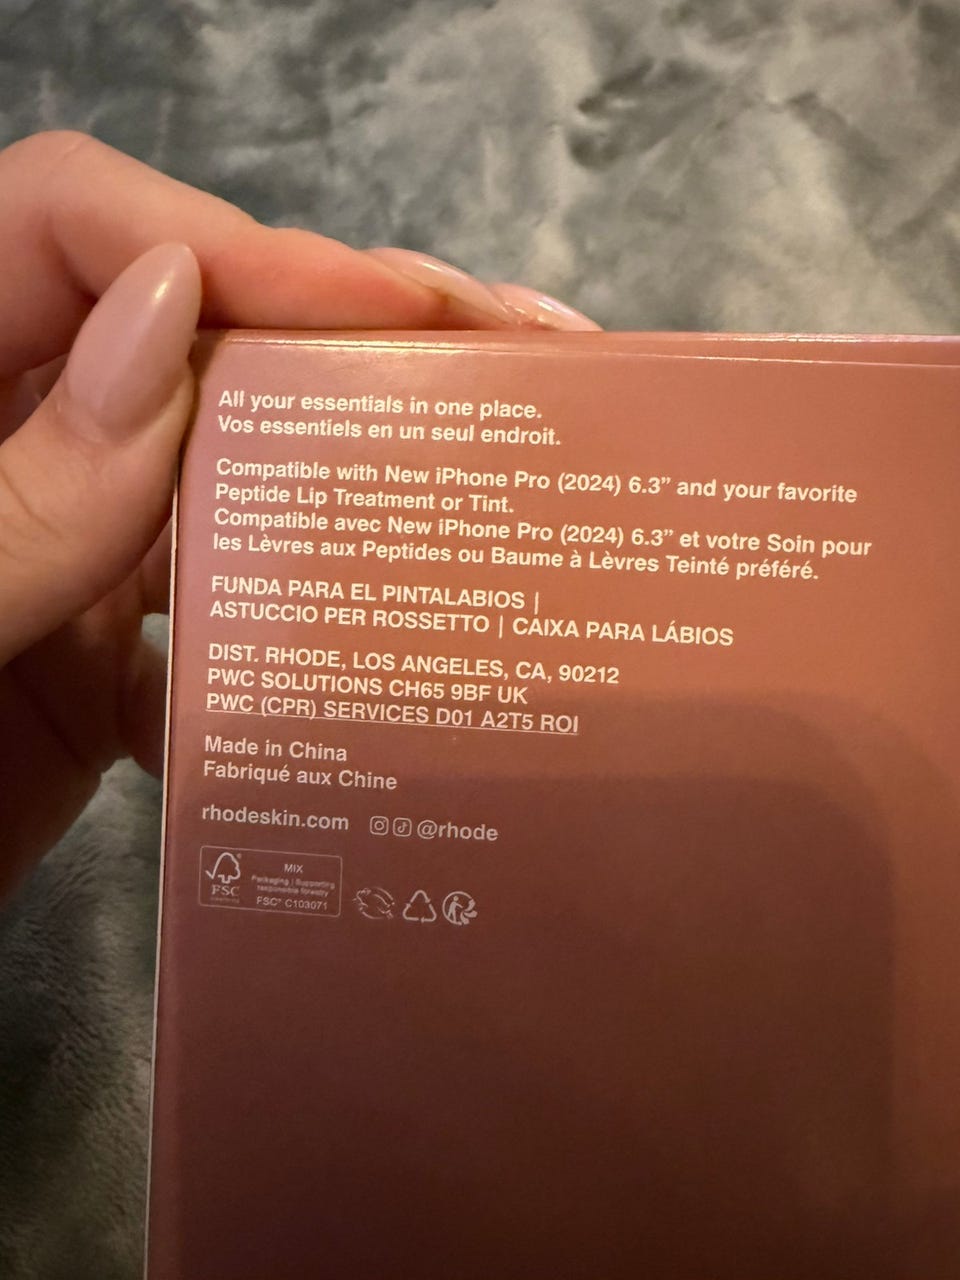 All your essentials in one place.
Vos essentiels en un seul endroit.
Compatible with New iPhone Pro (2024) 6.3” and your favorite
Peptide Lip Treatment or Tint.
Compatible avec New iPhone Pro (2024) 6.3” et votre Soin pour
les Lèvres aux Peptides ou Baume à Lèvres Teinté préféré.
FUNDA PARA EL PINTALABIOS |
ASTUCCIO PER ROSSETTO | CAIXA PARA LÁBIOS
DIST. RHODE, LOS ANGELES, CA, 90212
PWC SOLUTIONS CH65 9BF UK
PWC (CPR) SERVICES D01 A2T5 ROI
Made in China
Fabriqué aux Chine
rhodeskin.com @rhode
FSC
MIX
Packaging | Supporting
responsible forestry
FSC® C103071